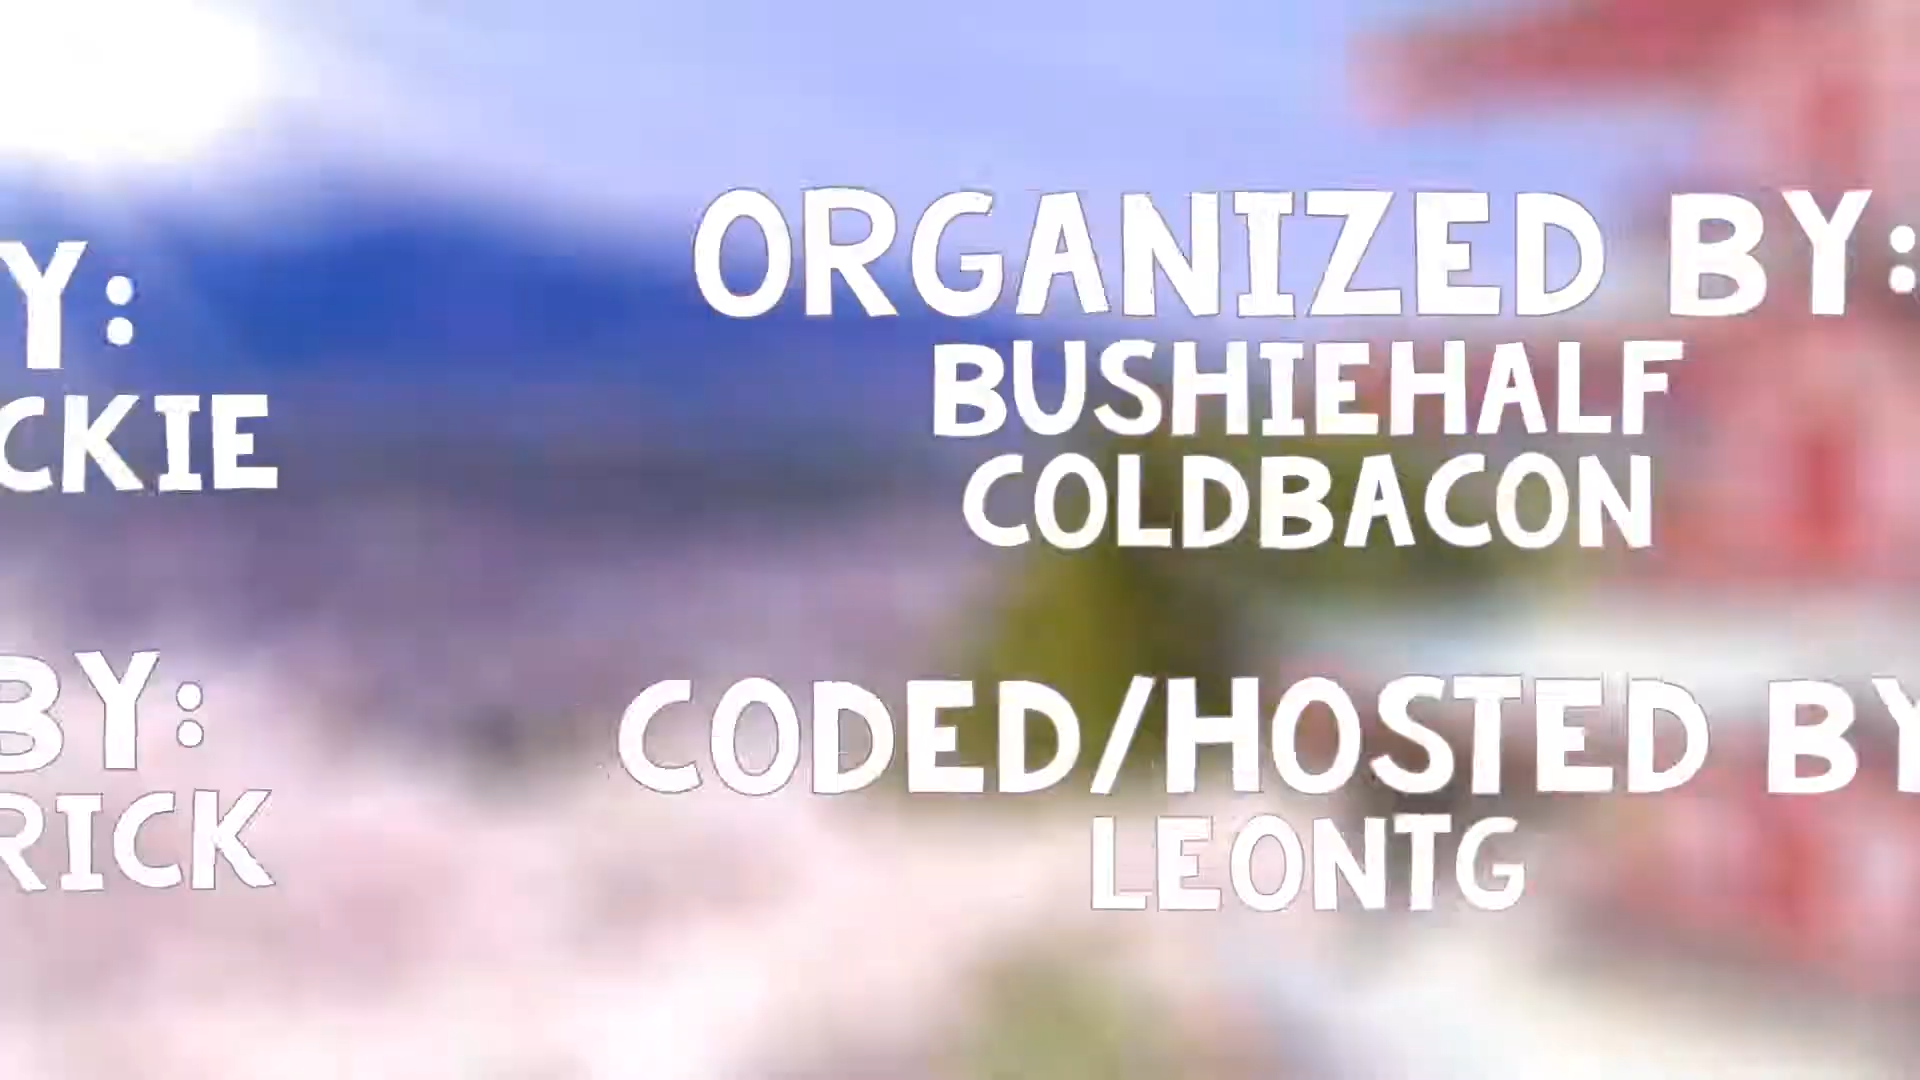 Y:
CKIE
BY:
RICK
ORGANIZED BY:
BUSHIEHALF
COLDBACON
CODED/HOSTED BY
LEONTG